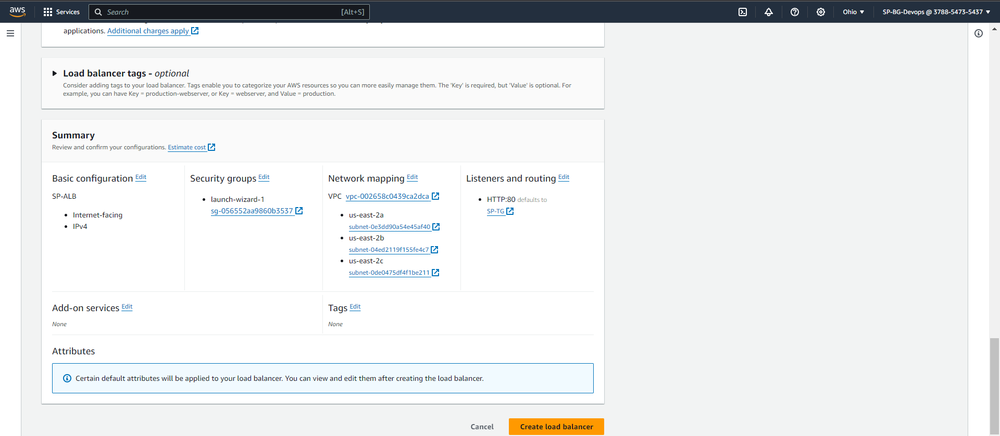 aws
Services
Search
[Alt+S]
Ohio
SP-BG-Devops @ 3788-5473-5437
applications. Additional charges apply
Load balancer tags - optional
Consider adding tags to your load balancer. Tags enable you to categorize your AWS resources so you can more easily manage them. The 'Key' is required, but 'Value' is optional. For
example, you can have Key = production-webserver, or Key = webserver, and Value = production.
Summary
Review and confirm your configurations. Estimate cost
Basic configuration Edit
SP-ALB
• Internet-facing
• IPv4
Security groups Edit
• launch-wizard-1
sg-056552aa9860b3537
Network mapping Edit
VPC vpc-002658c0439ca2dca
• us-east-2a
subnet-0e3dd90a54e45af40
• us-east-2b
subnet-04ed2119f155fe4c7
• us-east-2c
subnet-0de0475df4f1be211
Listeners and routing Edit
• HTTP:80 defaults to
SP-TG
Add-on services Edit
None
Tags Edit
None
Attributes
Certain default attributes will be applied to your load balancer. You can view and edit them after creating the load balancer.
Cancel
Create load balancer